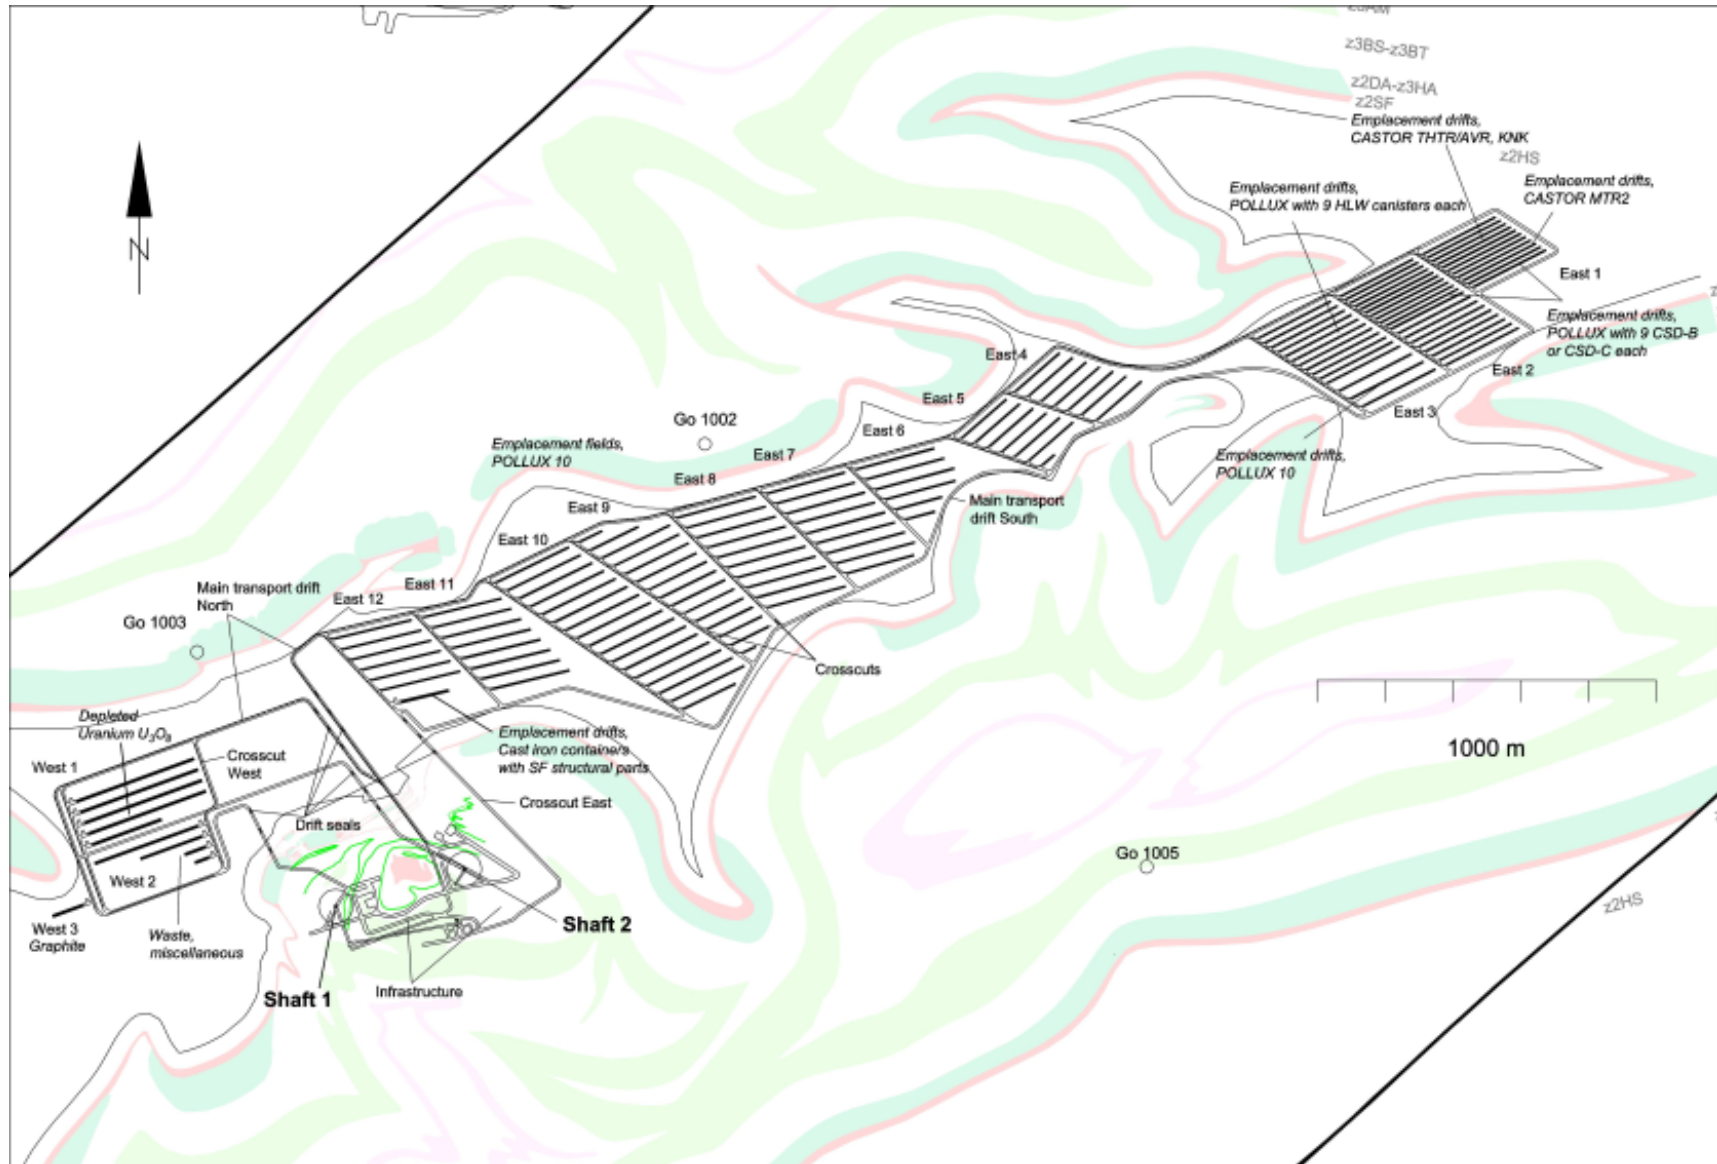 z3BS-z3BT
z2DA-z3HA
z2SF
Emplacement drifts,
CASTOR THTR/AVR, KNK
z2HS
Emplacement drifts,
CASTOR MTR2
Emplacement drifts,
POLLUX with 9 HLW canisters each
N
East 1
Emplacement drifts,
POLLUX with 9 CSD-B
or CSD-C each
East 2
East 3
East 4
East 5
East 6
East 7
East 8
East 9
East 10
East 11
East 12
Go 1002
Emplacement fields,
POLLUX 10
Emplacement drifts,
POLLUX 10
Main transport
drift South
Main transport drift
North
Go 1003
Crosscuts
1000 m
Depleted
Uranium U₃O₈
West 1
Crosscut
West
Emplacement drifts,
Cast iron containers
with SF structural parts
Crosscut East
Drift seals
West 2
West 3
Graphite
Waste,
miscellaneous
Shaft 1
Shaft 2
Infrastructure
Go 1005
z2HS